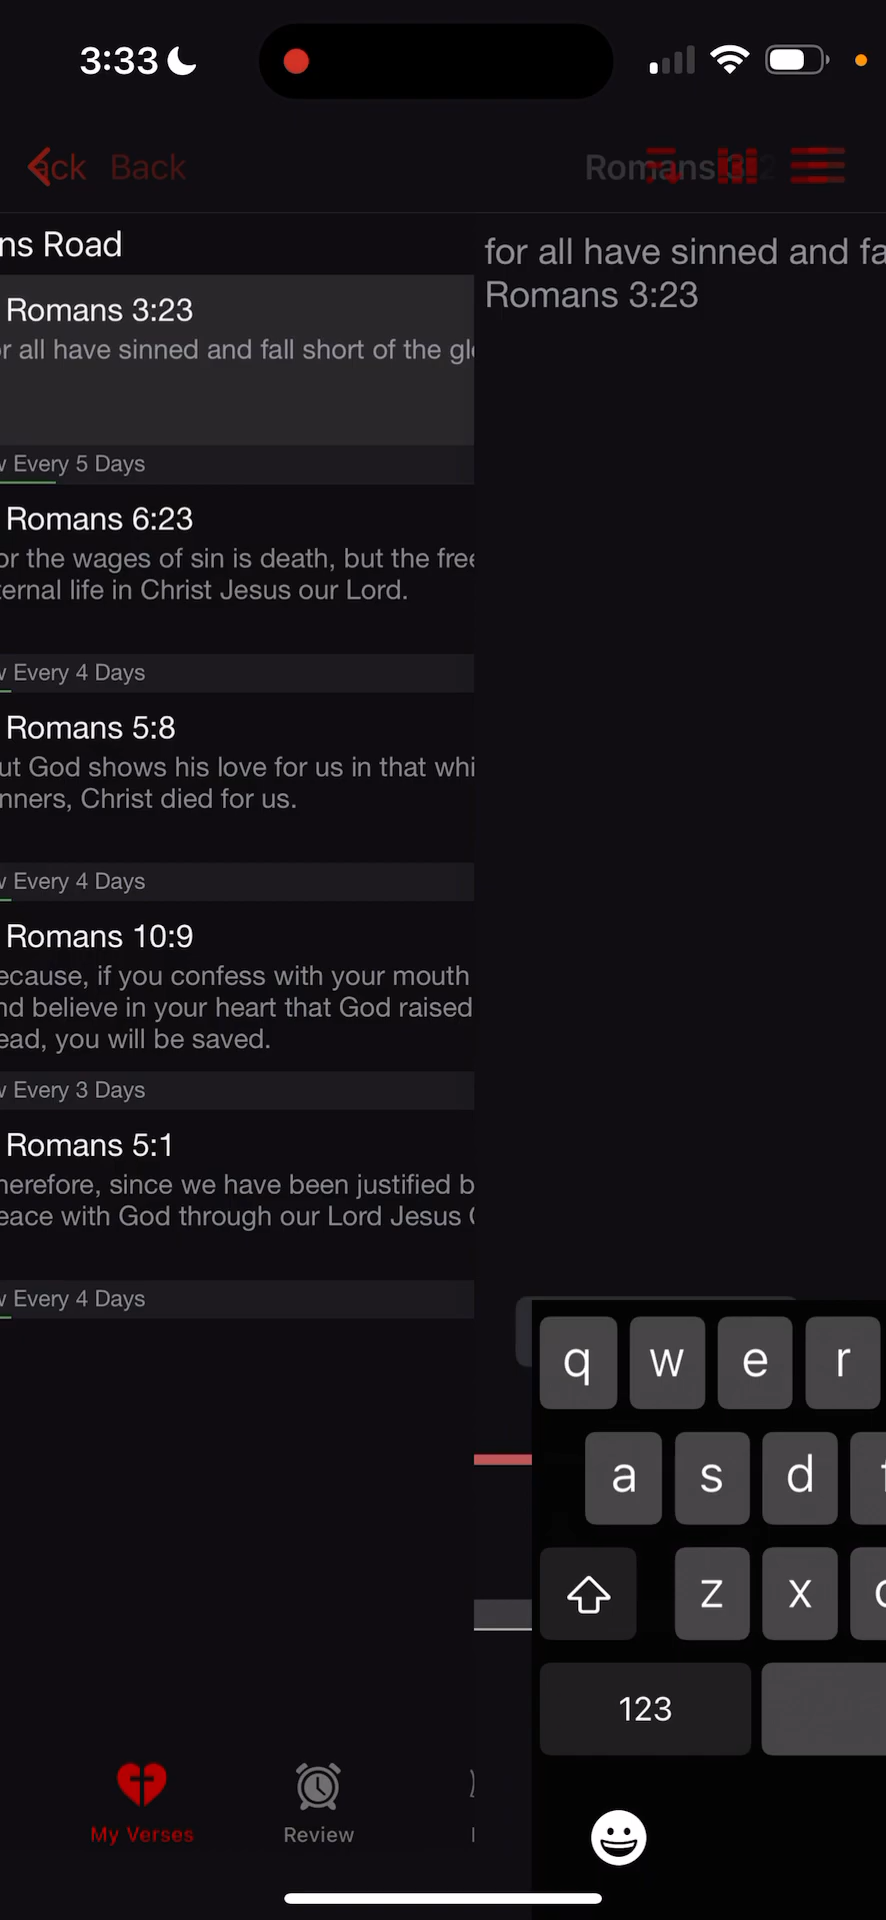 3:33
ack Back
Romans 3:2
ns Road
Romans 3:23
or all have sinned and fall short of the gl
w Every 5 Days
Romans 6:23
or the wages of sin is death, but the free
ternal life in Christ Jesus our Lord.
w Every 4 Days
Romans 5:8
ut God shows his love for us in that whi
nners, Christ died for us.
w Every 4 Days
Romans 10:9
ecause, if you confess with your mouth
nd believe in your heart that God raised
ead, you will be saved.
w Every 3 Days
Romans 5:1
herefore, since we have been justified b
eace with God through our Lord Jesus
w Every 4 Days
My Verses
Review
for all have sinned and fa
Romans 3:23
q w e r
a s d f
z x c
123